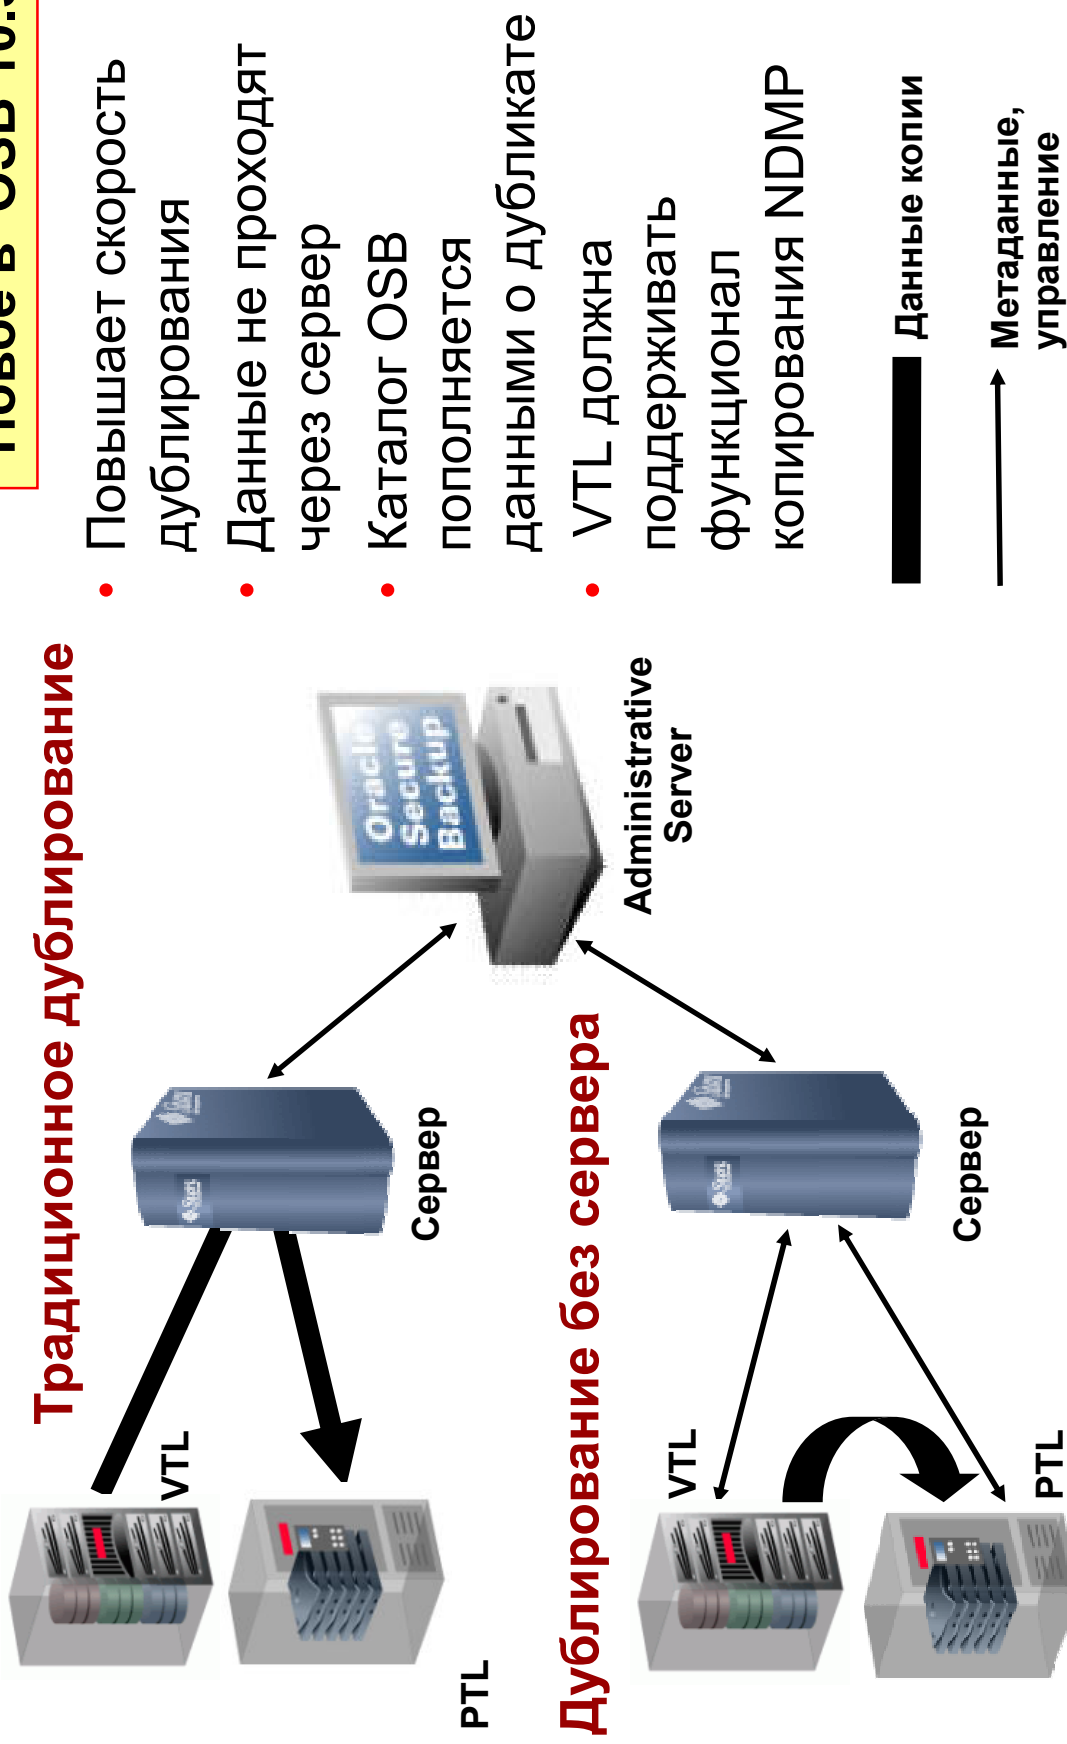 Новое в OSB 10.3
Традиционное дублирование
VTL
PTL
Сервер
Oracle
Secure
Backup
Administrative
Server
Дублирование без сервера
VTL
PTL
Сервер
• Повышает скорость
дублирования
• Данные не проходят
через сервер
• Каталог OSB
пополняется
данными о дубликате
• VTL должна
поддерживать
функционал
копирования NDMP
Данные копии
Метаданные,
управление